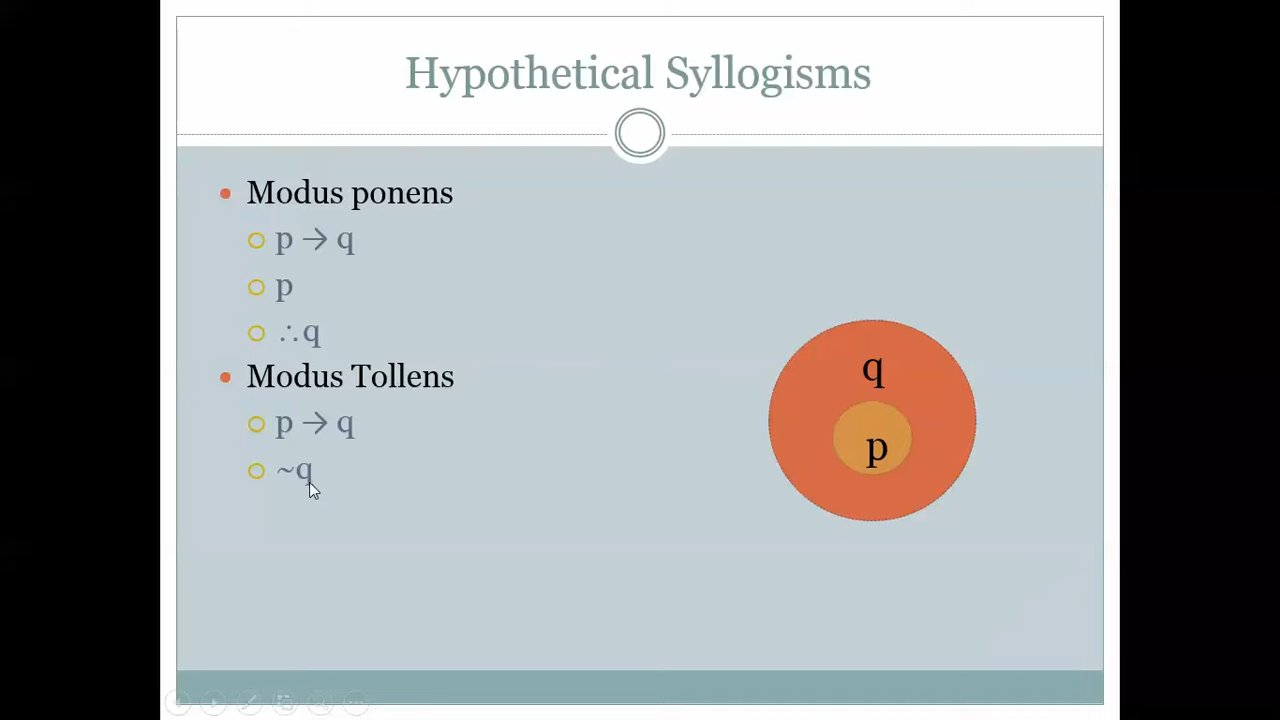 Hypothetical Syllogisms
Modus ponens
p → q
p
∴q
Modus Tollens
p → q
~q
q
p